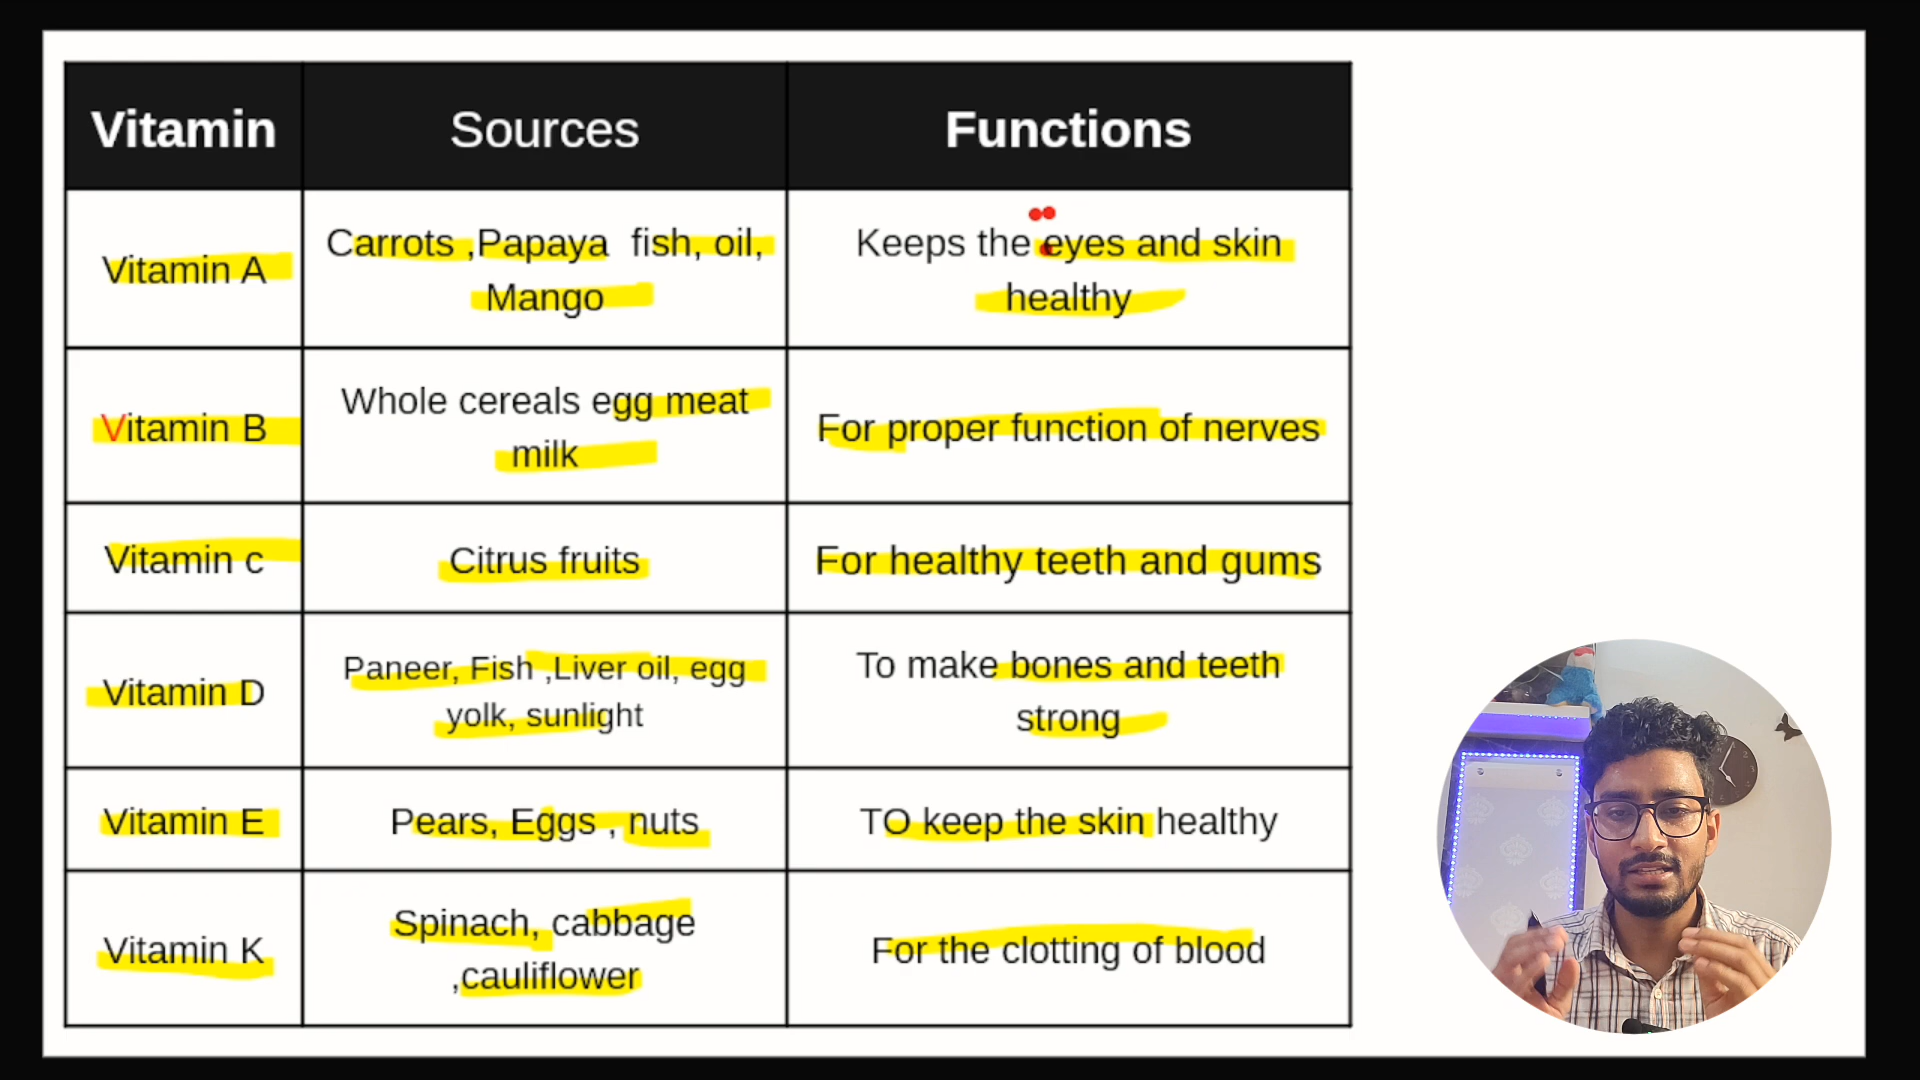 Vitamin Sources Functions
Vitamin A
Carrots ,Papaya fish, oil,
Mango
Keeps the eyes and skin
healthy
Vitamin B
Whole cereals egg meat
milk
For proper function of nerves
Vitamin c
Citrus fruits
For healthy teeth and gums
Vitamin D
Paneer, Fish ,Liver oil, egg
yolk, sunlight
To make bones and teeth
strong
Vitamin E
Pears, Eggs , nuts
TO keep the skin healthy
Vitamin K
Spinach, cabbage
,cauliflower
For the clotting of blood